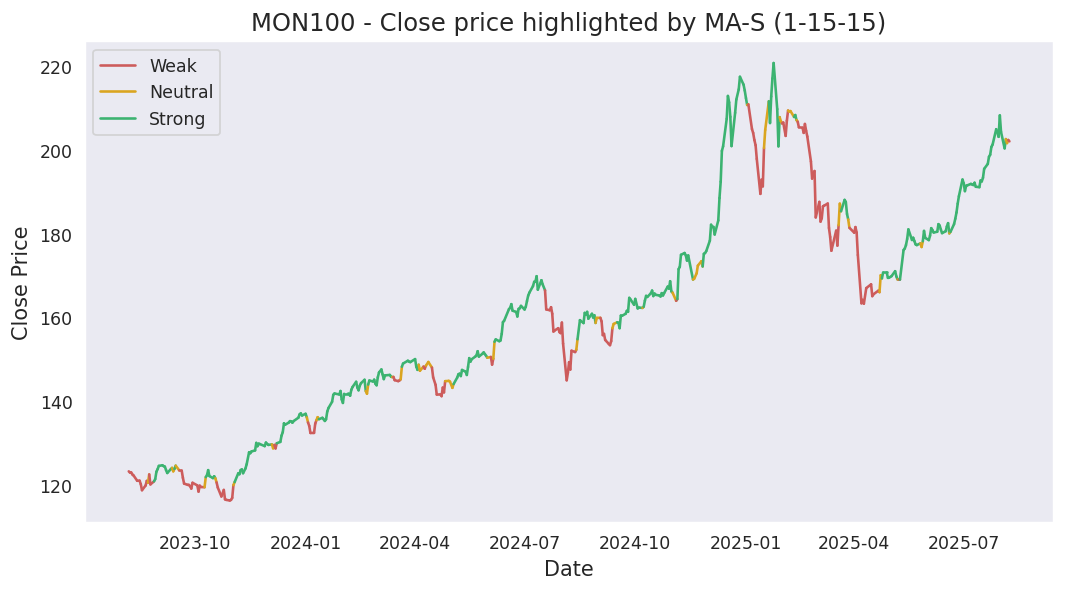 MON100 - Close price highlighted by MA-S (1-15-15)
Weak
Neutral
Strong
220
200
180
160
140
120
Close Price
2023-10
2024-01
2024-04
2024-07
2024-10
2025-01
2025-04
2025-07
Date